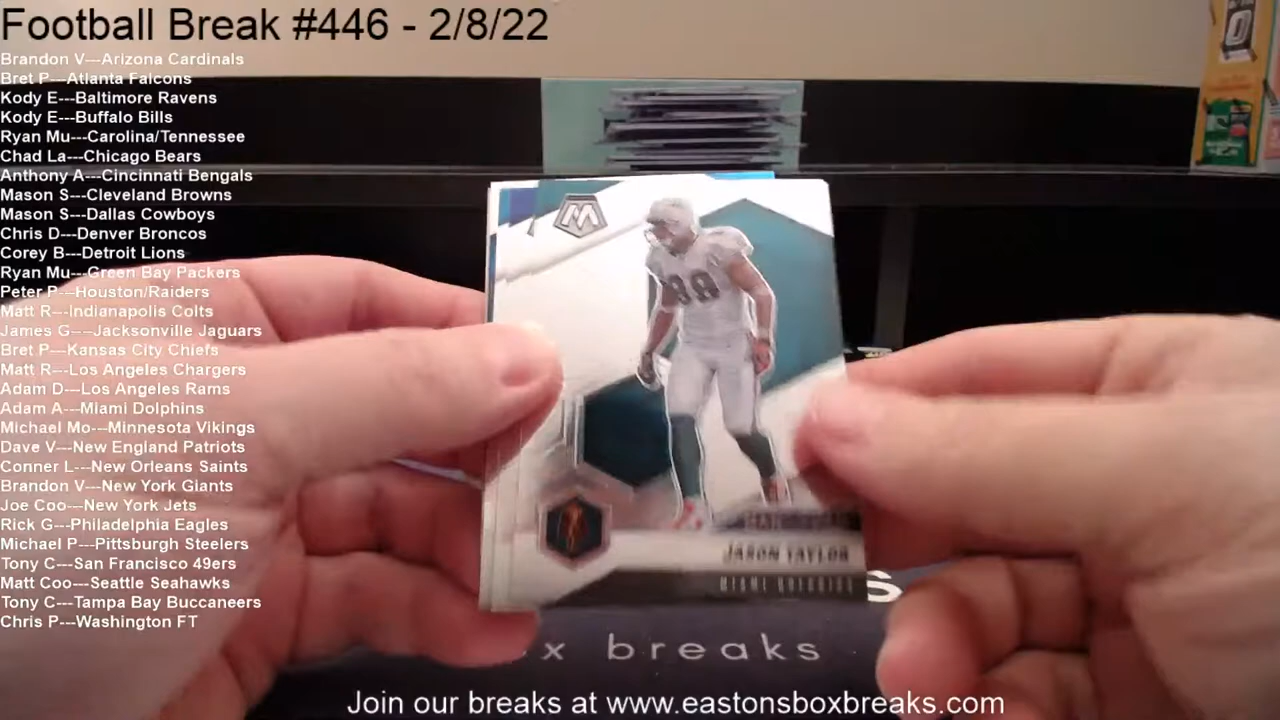 Football Break #446 - 2/8/22
Brandon V---Arizona Cardinals
Bret P---Atlanta Falcons
Kody E---Baltimore Ravens
Kody E---Buffalo Bills
Ryan Mu---Carolina/Tennessee
Chad La---Chicago Bears
Anthony A---Cincinnati Bengals
Mason S---Cleveland Browns
Mason S---Dallas Cowboys
Chris D---Denver Broncos
Corey B---Detroit Lions
Ryan Mu---Green Bay Packers
Peter P---Houston/Raiders
Matt R---Indianapolis Colts
James G---Jacksonville Jaguars
Bret P---Kansas City Chiefs
Matt R---Los Angeles Chargers
Adam D---Los Angeles Rams
Adam A---Miami Dolphins
Michael Mo---Minnesota Vikings
Dave V---New England Patriots
Conner L---New Orleans Saints
Brandon V---New York Giants
Joe Coo---New York Jets
Rick G---Philadelphia Eagles
Michael P---Pittsburgh Steelers
Tony C---San Francisco 49ers
Matt Coo---Seattle Seahawks
Tony C---Tampa Bay Buccaneers
Chris P---Washington FT
M
JASON TAYLOR
MIAMI DOLPHINS
x breaks
Join our breaks at www.eastonsboxbreaks.com